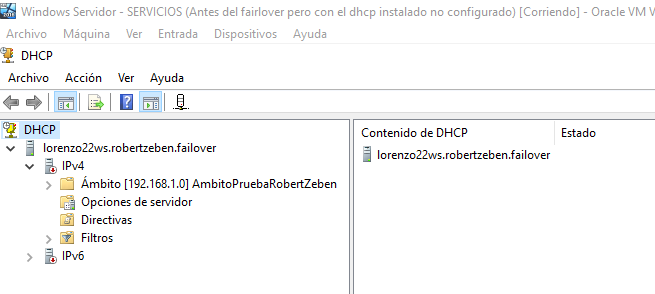 Windows Servidor - SERVICIOS (Antes del fairlover pero con el dhcp instalado no configurado) [Corriendo] - Oracle VM V
Archivo Máquina Ver Entrada Dispositivos Ayuda
DHCP
Archivo Acción Ver Ayuda
DHCP
lorenzo22ws.robertzeben.failover
IPv4
Ámbito [192.168.1.0] AmbitoPruebaRobertZeben
Opciones de servidor
Directivas
Filtros
IPv6
Contenido de DHCP Estado
lorenzo22ws.robertzeben.failover